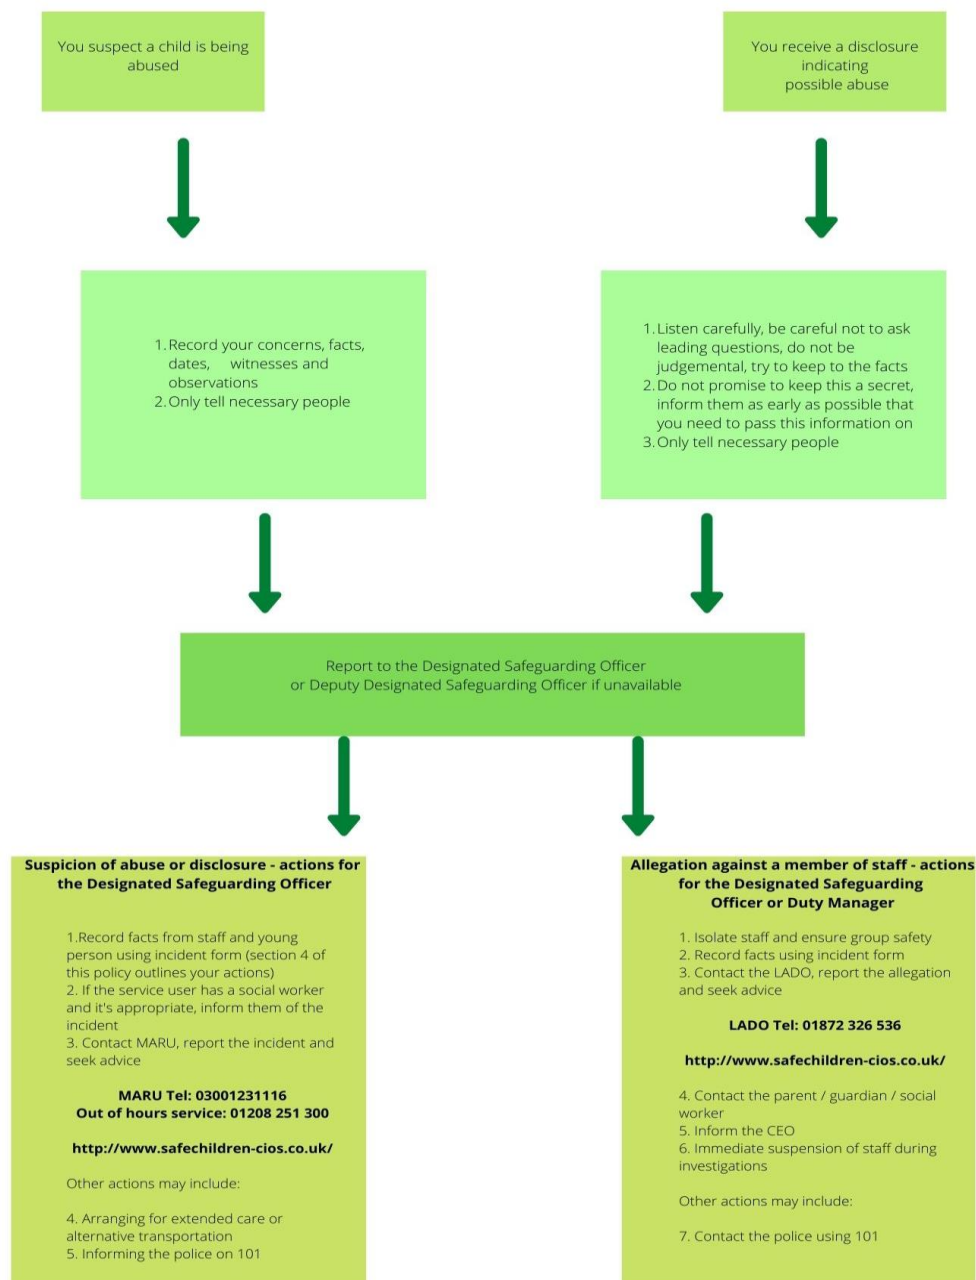 You suspect a child is being
abused
You receive a disclosure
indicating
possible abuse
1.Record your concerns, facts,
dates,     witnesses and
observations
2.Only tell necessary people
1.Listen carefully, be careful not to ask
leading questions, do not be
judgemental, try to keep to the facts
2.Do not promise to keep this a secret,
inform them as early as possible that
you need to pass this information on
3.Only tell necessary people
Report to the Designated Safeguarding Officer
or Deputy Designated Safeguarding Officer if unavailable
Suspicion of abuse or disclosure - actions for
the Designated Safeguarding Officer
1.Record facts from staff and young
person using incident form (section 4 of
this policy outlines your actions)
2. If the service user has a social worker
and it's appropriate, inform them of the
incident
3. Contact MARU, report the incident and
seek advice
MARU Tel: 03001231116
Out of hours service: 01208 251 300
http://www.safechildren-cios.co.uk/
Other actions may include:
4. Arranging for extended care or
alternative transportation
5. Informing the police on 101
Allegation against a member of staff - actions
for the Designated Safeguarding
Officer or Duty Manager
1. Isolate staff and ensure group safety
2. Record facts using incident form
3. Contact the LADO, report the allegation
and seek advice
LADO Tel: 01872 326 536
http://www.safechildren-cios.co.uk/
4. Contact the parent / guardian / social
worker
5. Inform the CEO
6. Immediate suspension of staff during
investigations
Other actions may include:
7. Contact the police using 101